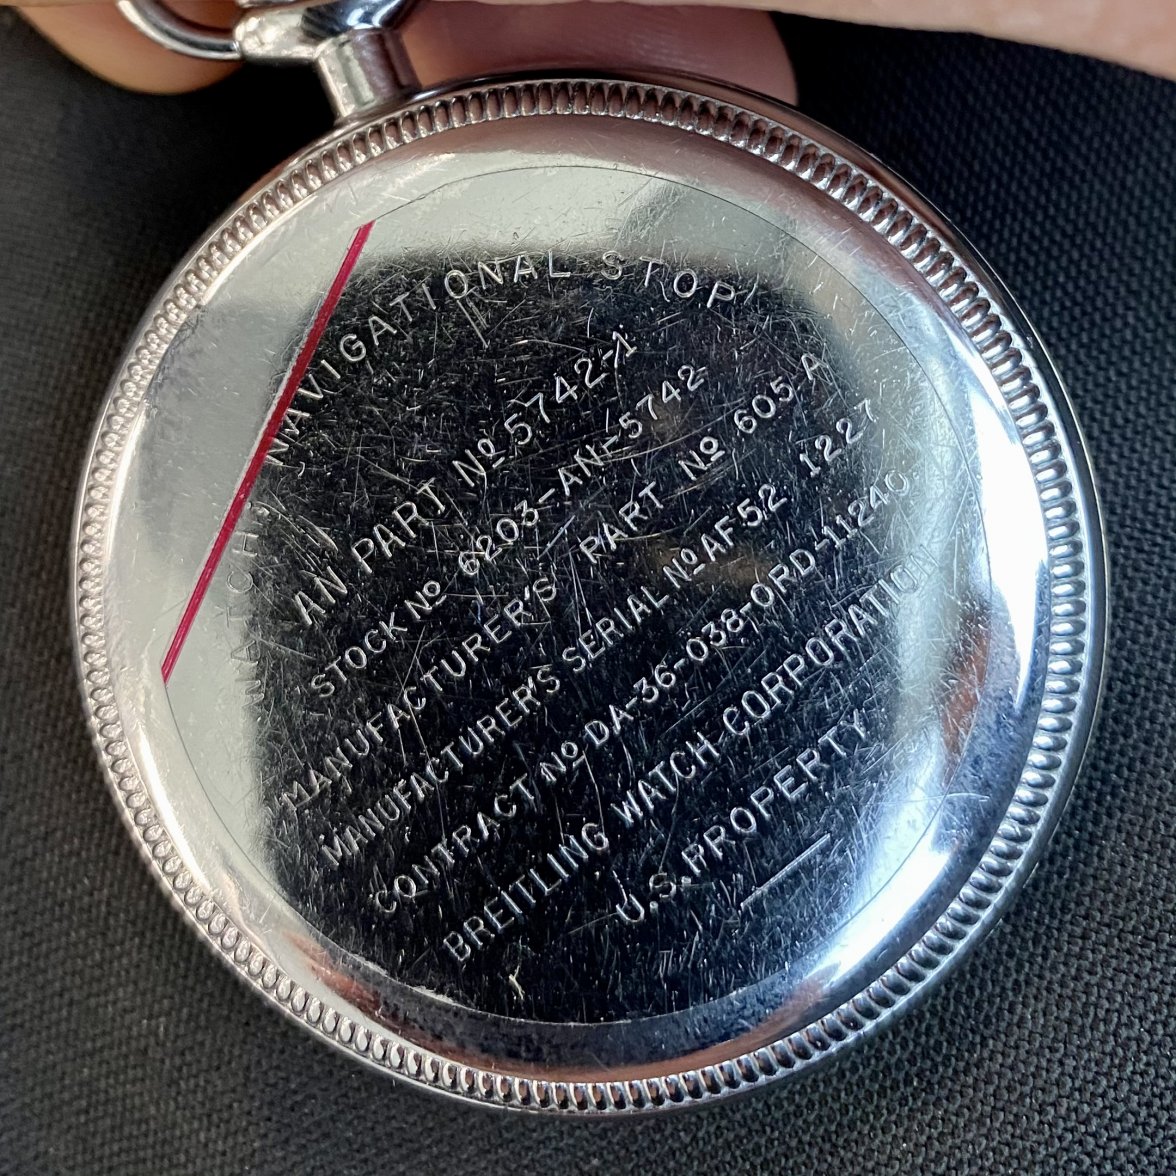 WATCH, NAVIGATIONAL STOP
AN PART Nº 5742-1
STOCK Nº 6203-AN-5742
MANUFACTURER'S PART Nº 605 A
MANUFACTURER'S SERIAL Nº AF52 1227
CONTRACT Nº DA-36-038-ORD-11240
BREITLING WATCH CORPORATION
U.S. PROPERTY